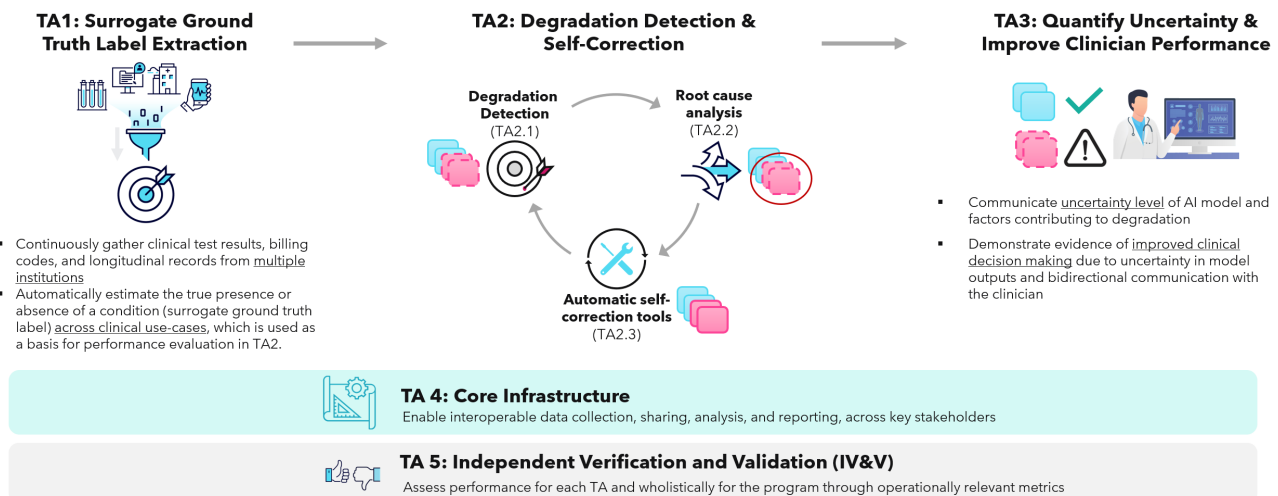 TA1: Surrogate Ground
Truth Label Extraction
▪ Continuously gather clinical test results, billing
codes, and longitudinal records from multiple
institutions
▪ Automatically estimate the true presence or
absence of a condition (surrogate ground truth
label) across clinical use-cases, which is used as
a basis for performance evaluation in TA2.
TA2: Degradation Detection &
Self-Correction
Degradation
Detection
(TA2.1)
Root cause
analysis
(TA2.2)
Automatic self-
correction tools
(TA2.3)
TA3: Quantify Uncertainty &
Improve Clinician Performance
▪ Communicate uncertainty level of AI model and
factors contributing to degradation
▪ Demonstrate evidence of improved clinical
decision making due to uncertainty in model
outputs and bidirectional communication with
the clinician
TA 4: Core Infrastructure
Enable interoperable data collection, sharing, analysis, and reporting, across key stakeholders
TA 5: Independent Verification and Validation (IV&V)
Assess performance for each TA and wholistically for the program through operationally relevant metrics